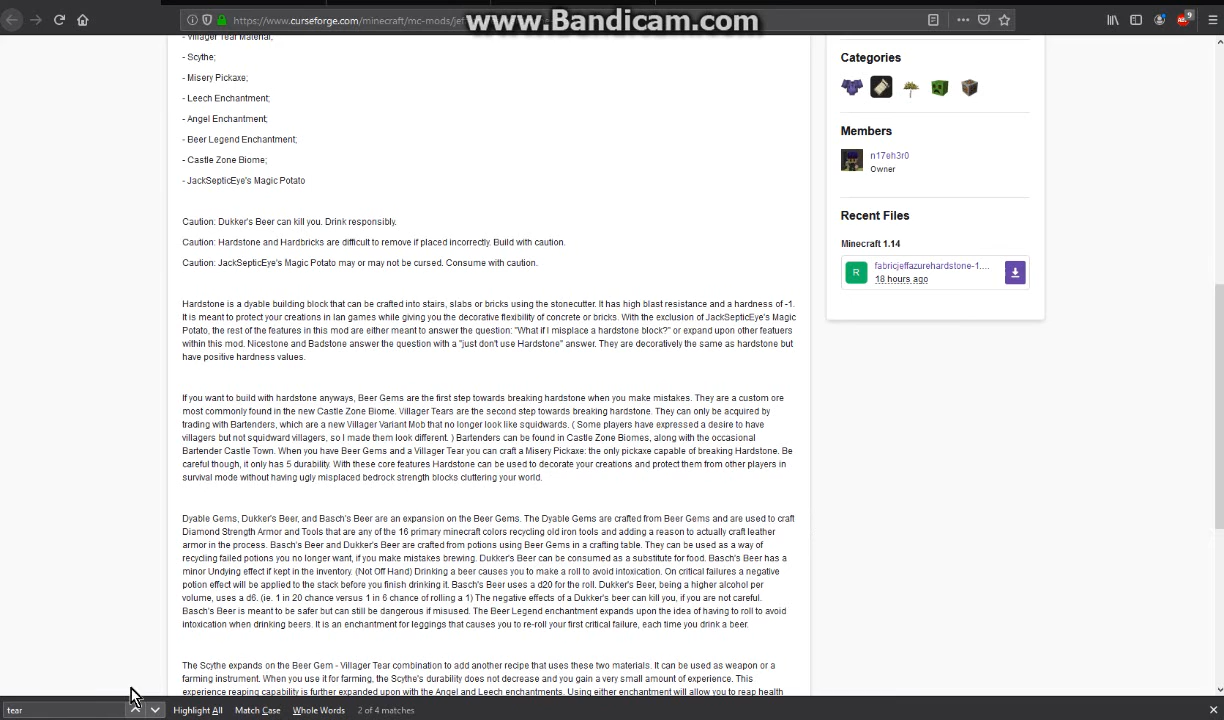 https://www.curseforge.com/minecraft/mc-mods/jef
www.Bandicam.com
9
- Villager Tear Material;
- Scythe;
- Misery Pickaxe;
- Leech Enchantment;
- Angel Enchantment;
- Beer Legend Enchantment;
- Castle Zone Biome;
- JackSepticEye's Magic Potato
Caution: Dukker's Beer can kill you. Drink responsibly.
Caution: Hardstone and Hardbricks are difficult to remove if placed incorrectly. Build with caution.
Caution: JackSepticEye's Magic Potato may or may not be cursed. Consume with caution.
Hardstone is a dyable building block that can be crafted into stairs, slabs or bricks using the stonecutter. It has high blast resistance and a hardness of -1.
It is meant to protect your creations in lan games while giving you the decorative flexibility of concrete or bricks. With the exclusion of JackSepticEye's Magic
Potato, the rest of the features in this mod are either meant to answer the question: "What if I misplace a hardstone block?" or expand upon other featuers
within this mod. Nicestone and Badstone answer the question with a "just don't use Hardstone" answer. They are decoratively the same as hardstone but
have positive hardness values.
If you want to build with hardstone anyways, Beer Gems are the first step towards breaking hardstone when you make mistakes. They are a custom ore
most commonly found in the new Castle Zone Biome. Villager Tears are the second step towards breaking hardstone. They can only be acquired by
trading with Bartenders, which are a new Villager Variant Mob that no longer look like squidwards. ( Some players have expressed a desire to have
villagers but not squidward villagers, so I made them look different. ) Bartenders can be found in Castle Zone Biomes, along with the occasional
Bartender Castle Town. When you have Beer Gems and a Villager Tear you can craft a Misery Pickaxe: the only pickaxe capable of breaking Hardstone. Be
careful though, it only has 5 durability. With these core features Hardstone can be used to decorate your creations and protect them from other players in
survival mode without having ugly misplaced bedrock strength blocks cluttering your world.
Dyable Gems, Dukker's Beer, and Basch's Beer are an expansion on the Beer Gems. The Dyable Gems are crafted from Beer Gems and are used to craft
Diamond Strength Armor and Tools that are any of the 16 primary minecraft colors recycling old iron tools and adding a reason to actually craft leather
armor in the process. Basch's Beer and Dukker's Beer are crafted from potions using Beer Gems in a crafting table. They can be used as a way of
recycling failed potions you no longer want, if you make mistakes brewing. Dukker's Beer can be consumed as a substitute for food. Basch's Beer has a
minor Undying effect if kept in the inventory. (Not Off Hand) Drinking a beer causes you to make a roll to avoid intoxication. On critical failures a negative
potion effect will be applied to the stack before you finish drinking it. Basch's Beer uses a d20 for the roll. Dukker's Beer, being a higher alcohol per
volume, uses a d6. (ie. 1 in 20 chance versus 1 in 6 chance of rolling a 1) The negative effects of a Dukker's beer can kill you, if you are not careful.
Basch's Beer is meant to be safer but can still be dangerous if misused. The Beer Legend enchantment expands upon the idea of having to roll to avoid
intoxication when drinking beers. It is an enchantment for leggings that causes you to re-roll your first critical failure, each time you drink a beer.
The Scythe expands on the Beer Gem - Villager Tear combination to add another recipe that uses these two materials. It can be used as weapon or a
farming instrument. When you use it for farming, the Scythe's durability does not decrease and you gain a very small amount of experience. This
experience reaping capability is further expanded upon with the Angel and Leech enchantments. Using either enchantment will allow you to reap health
Categories
Members
n17eh3r0
Owner
Recent Files
Minecraft 1.14
R
fabricjeffazurehardstone-1....
18 hours ago
tear
Highlight All
Match Case
Whole Words
2 of 4 matches